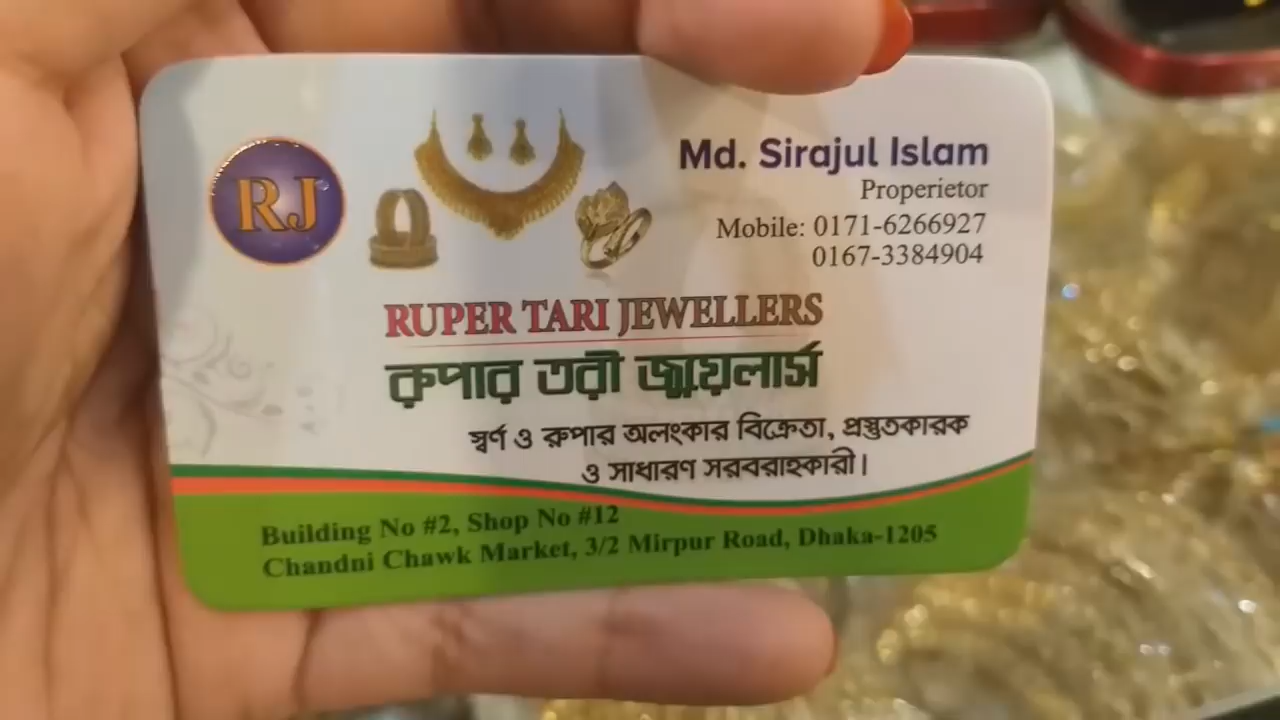 RJ
Md. Sirajul Islam
Properietor
Mobile: 0171-6266927
0167-3384904
RUPER TARI JEWELLERS
রুপার তরী জুয়েলার্স
স্বর্ণ ও রুপার অলংকার বিক্রেতা, প্রস্তুতকারক
ও সাধারণ সরবরাহকারী।
Building No #2, Shop No #12
Chandni Chawk Market, 3/2 Mirpur Road, Dhaka-1205